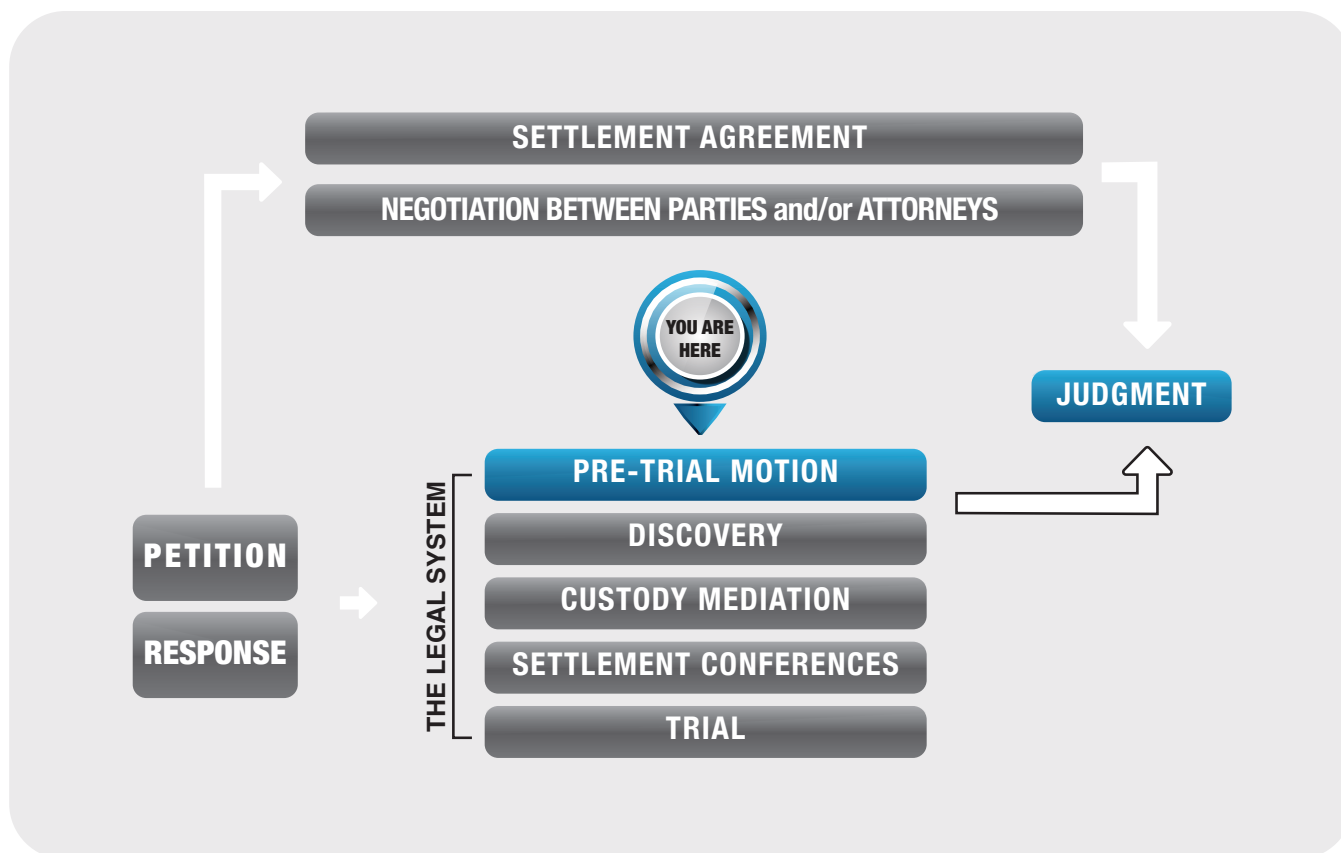 SETTLEMENT AGREEMENT
NEGOTIATION BETWEEN PARTIES and/or ATTORNEYS
YOU ARE
HERE
JUDGMENT
PRE-TRIAL MOTION
DISCOVERY
CUSTODY MEDIATION
SETTLEMENT CONFERENCES
TRIAL
THE LEGAL SYSTEM
PETITION
RESPONSE